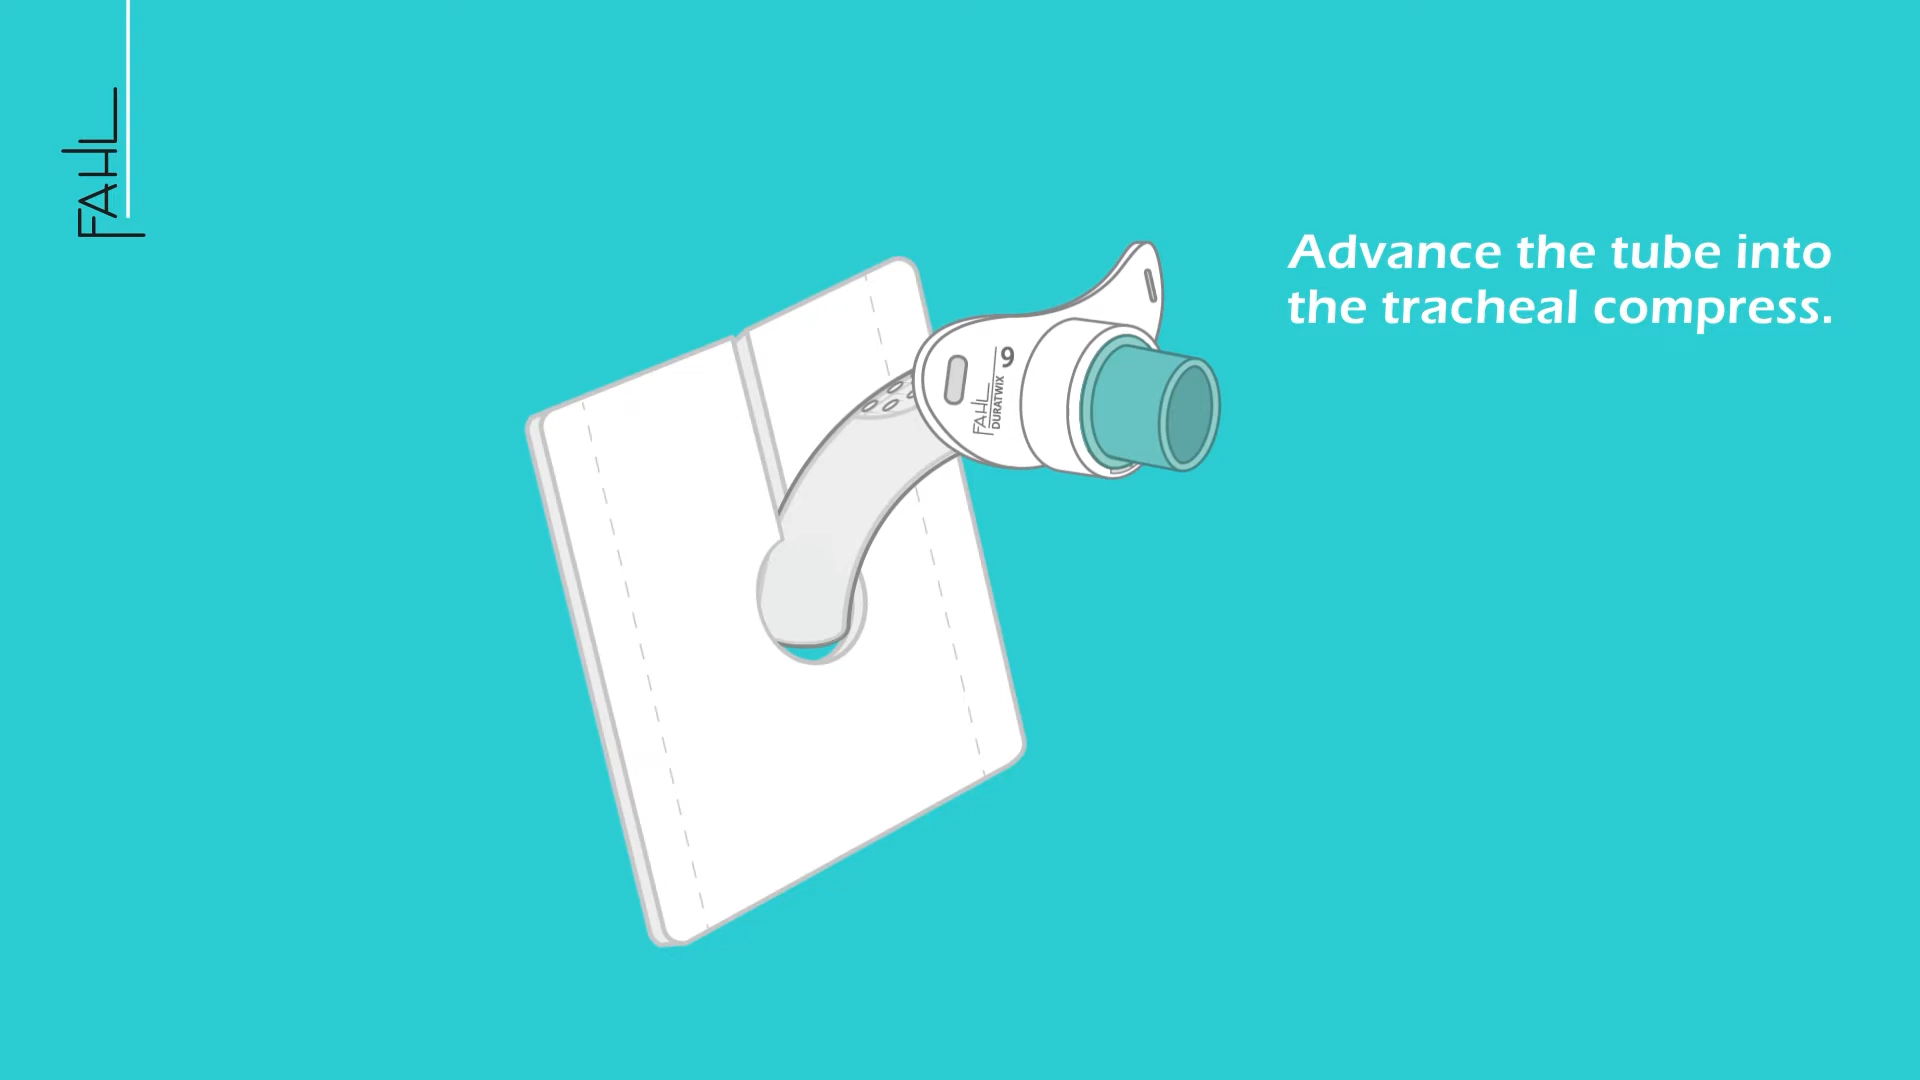 FAHL
Advance the tube into
the tracheal compress.
9
FAHL
DURATWIX